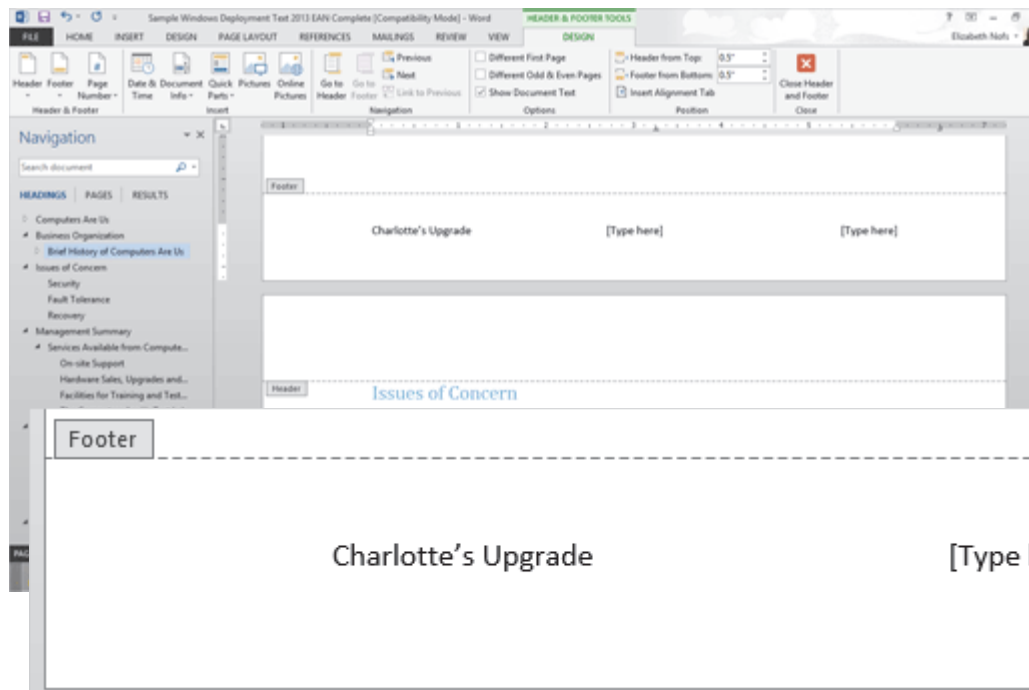 Sample Windows Deployment Text 2013 EAN Complete [Compatibility Mode] - Word
HEADER & FOOTER TOOLS
FILE HOME INSERT DESIGN PAGE LAYOUT REFERENCES MAILINGS REVIEW VIEW DESIGN
Elizabeth Nofs
Header Footer Page Number
Date & Time Document Info Quick Parts Pictures Online Pictures
Go to Header Go to Footer
Previous
Next
Link to Previous
Different First Page
Different Odd & Even Pages
Show Document Text
Header from Top: 0.5"
Footer from Bottom: 0.5"
Insert Alignment Tab
Close Header and Footer
Header & Footer Insert Navigation Options Position Close
Navigation
Search document
HEADINGS PAGES RESULTS
Computers Are Us
Business Organization
Brief History of Computers Are Us
Issues of Concern
Security
Fault Tolerance
Recovery
Management Summary
Services Available from Compute...
On-site Support
Hardware Sales, Upgrades and...
Facilities for Training and Test...
Footer
Charlotte's Upgrade [Type here] [Type here]
Header
Issues of Concern
Footer
Charlotte's Upgrade [Type